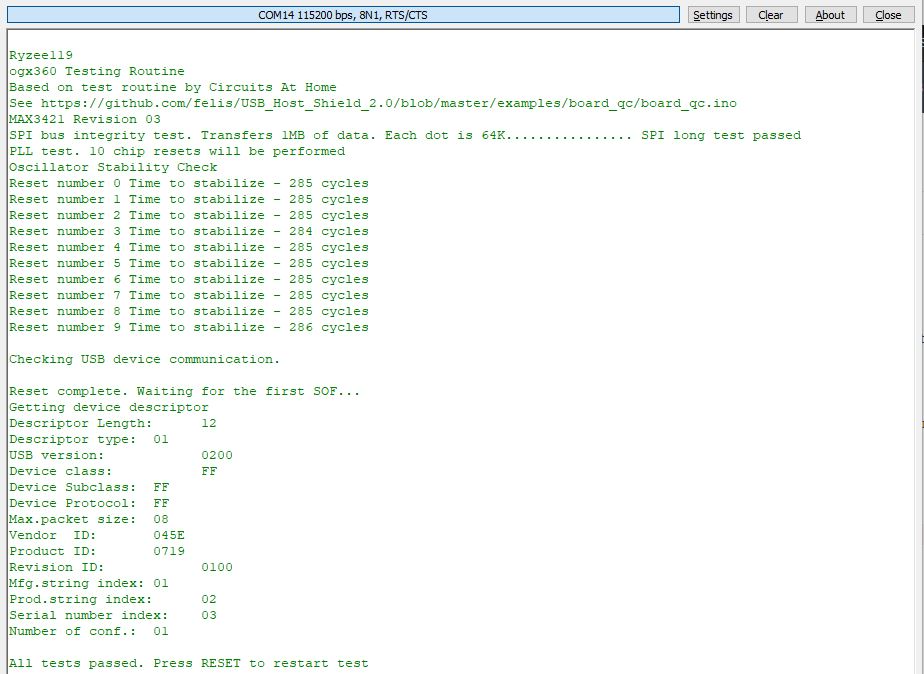 COM14 115200 bps, 8N1, RTS/CTS
Settings
Clear
About
Close
Ryzee119
ogx360 Testing Routine
Based on test routine by Circuits At Home
See https://github.com/felis/USB_Host_Shield_2.0/blob/master/examples/board_qc/board_qc.ino
MAX3421 Revision 03
SPI bus integrity test. Transfers 1MB of data. Each dot is 64K................ SPI long test passed
PLL test. 10 chip resets will be performed
Oscillator Stability Check
Reset number 0 Time to stabilize - 285 cycles
Reset number 1 Time to stabilize - 285 cycles
Reset number 2 Time to stabilize - 285 cycles
Reset number 3 Time to stabilize - 284 cycles
Reset number 4 Time to stabilize - 285 cycles
Reset number 5 Time to stabilize - 285 cycles
Reset number 6 Time to stabilize - 285 cycles
Reset number 7 Time to stabilize - 285 cycles
Reset number 8 Time to stabilize - 285 cycles
Reset number 9 Time to stabilize - 286 cycles
Checking USB device communication.
Reset complete. Waiting for the first SOF...
Getting device descriptor
Descriptor Length: 12
Descriptor type: 01
USB version: 0200
Device class: FF
Device Subclass: FF
Device Protocol: FF
Max.packet size: 08
Vendor  ID: 045E
Product ID: 0719
Revision ID: 0100
Mfg.string index: 01
Prod.string index: 02
Serial number index: 03
Number of conf.: 01
All tests passed. Press RESET to restart test